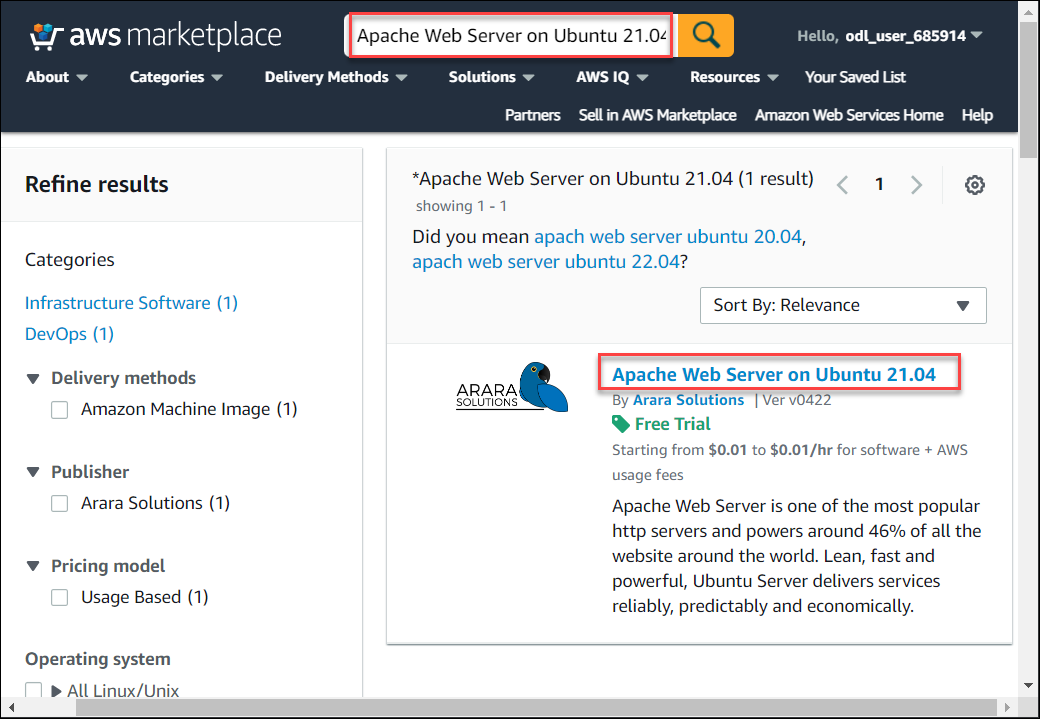 aws marketplace
Apache Web Server on Ubuntu 21.04
Hello, odl_user_685914
About Categories Delivery Methods Solutions AWS IQ Resources Your Saved List
Partners Sell in AWS Marketplace Amazon Web Services Home Help
Refine results
Categories
Infrastructure Software (1)
DevOps (1)
Delivery methods
Amazon Machine Image (1)
Publisher
Arara Solutions (1)
Pricing model
Usage Based (1)
Operating system
All Linux/Unix
*Apache Web Server on Ubuntu 21.04 (1 result)
1
showing 1 - 1
Did you mean apach web server ubuntu 20.04,
apach web server ubuntu 22.04?
Sort By: Relevance
ARARA
SOLUTIONS
Apache Web Server on Ubuntu 21.04
By Arara Solutions | Ver v0422
Free Trial
Starting from $0.01 to $0.01/hr for software + AWS
usage fees
Apache Web Server is one of the most popular
http servers and powers around 46% of all the
website around the world. Lean, fast and
powerful, Ubuntu Server delivers services
reliably, predictably and economically.